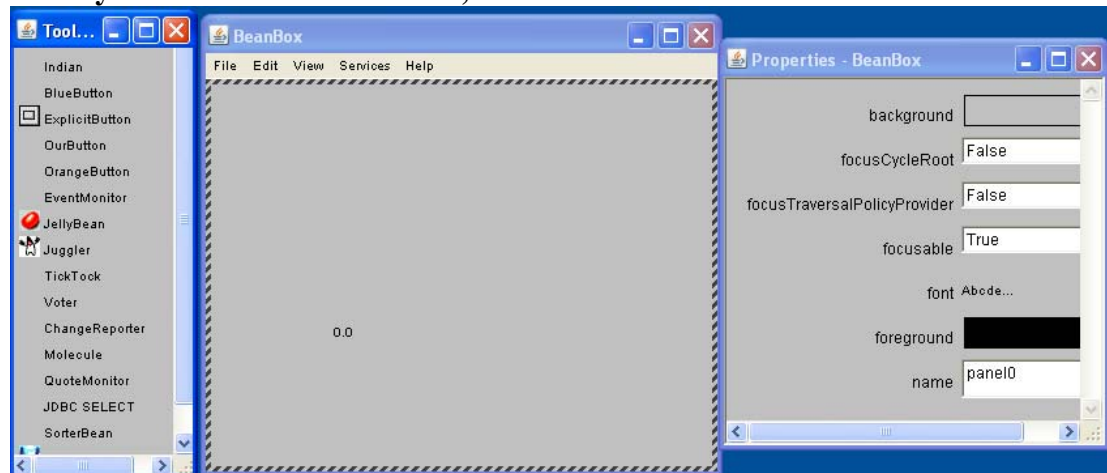 Tool...
Indian
BlueButton
ExplicitButton
OurButton
OrangeButton
EventMonitor
JellyBean
Juggler
TickTock
Voter
ChangeReporter
Molecule
QuoteMonitor
JDBC SELECT
SorterBean
BeanBox
File Edit View Services Help
0.0
Properties - BeanBox
background
focusCycleRoot False
focusTraversalPolicyProvider False
focusable True
font Abcde...
foreground
name panel0